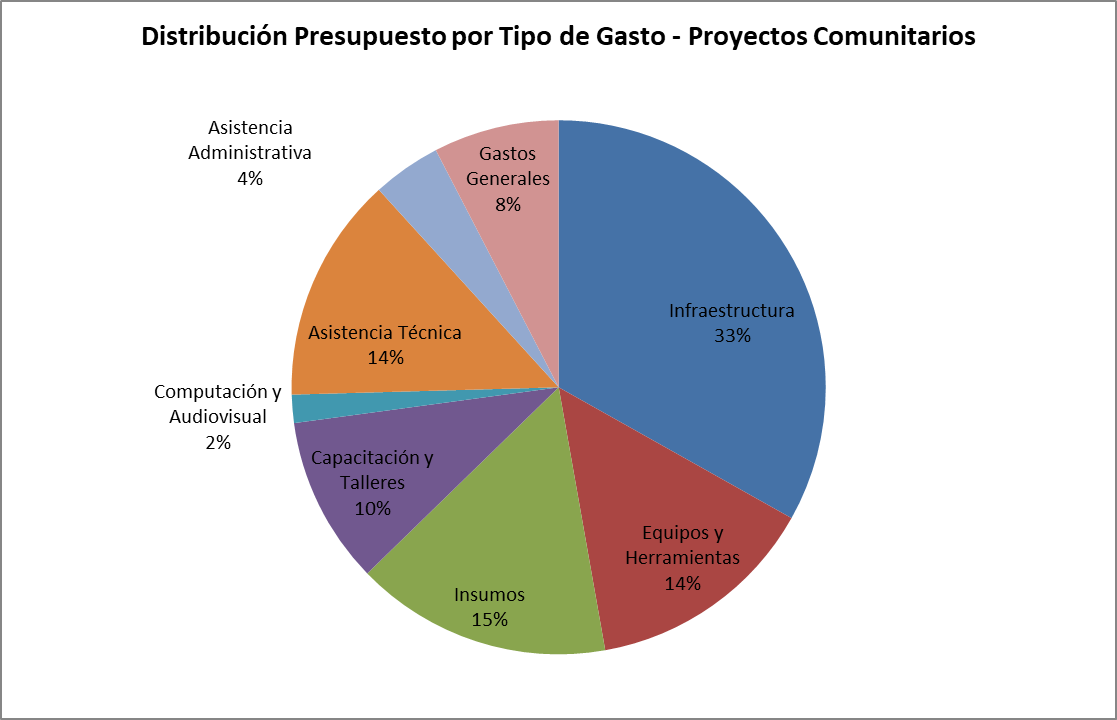 Distribución Presupuesto por Tipo de Gasto - Proyectos Comunitarios
Asistencia
Administrativa
4%
Gastos
Generales
8%
Infraestructura
33%
Asistencia Técnica
14%
Computación y
Audiovisual
2%
Capacitación y
Talleres
10%
Equipos y
Herramientas
14%
Insumos
15%